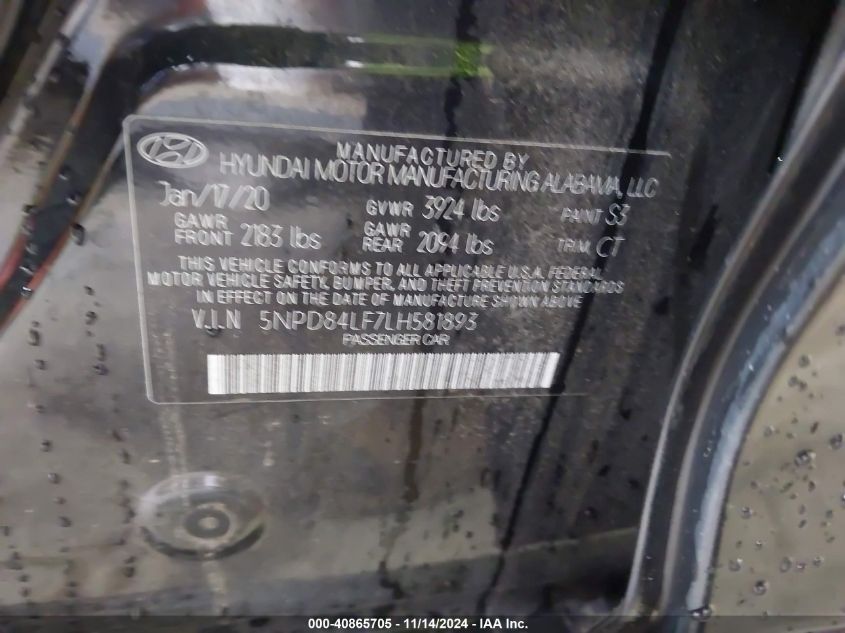 MANUFACTURED BY
HYUNDAI MOTOR MANUFACTURING ALABAMA, LLC
Jan/17/20 GVWR 3924 lbs PAINT S3
GAWR FRONT 2183 lbs GAWR REAR 2094 lbs TRIM CT
THIS VEHICLE CONFORMS TO ALL APPLICABLE U.S.A. FEDERAL
MOTOR VEHICLE SAFETY, BUMPER, AND THEFT PREVENTION STANDARDS
IN EFFECT ON THE DATE OF MANUFACTURE SHOWN ABOVE
V.I.N 5NPD84LF7LH581893
PASSENGER CAR
000-40865705 - 11/14/2024 - IAA Inc.